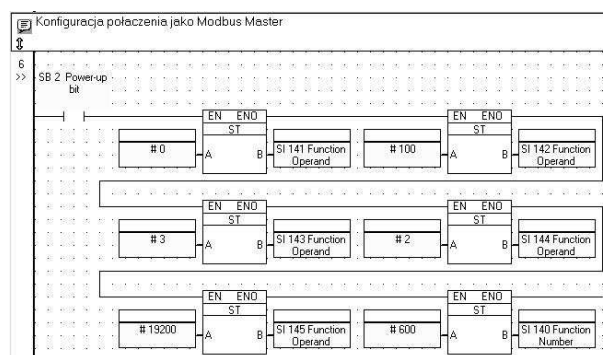 Konfiguracja połaczenia jako Modbus Master
6
>>
SB 2 Power-up
bit
EN ENO
ST
# 0
A
B
SI 141 Function
Operand
EN ENO
ST
# 100
A
B
SI 142 Function
Operand
EN ENO
ST
# 3
A
B
SI 143 Function
Operand
EN ENO
ST
# 2
A
B
SI 144 Function
Operand
EN ENO
ST
# 19200
A
B
SI 145 Function
Operand
EN ENO
ST
# 600
A
B
SI 140 Function
Number